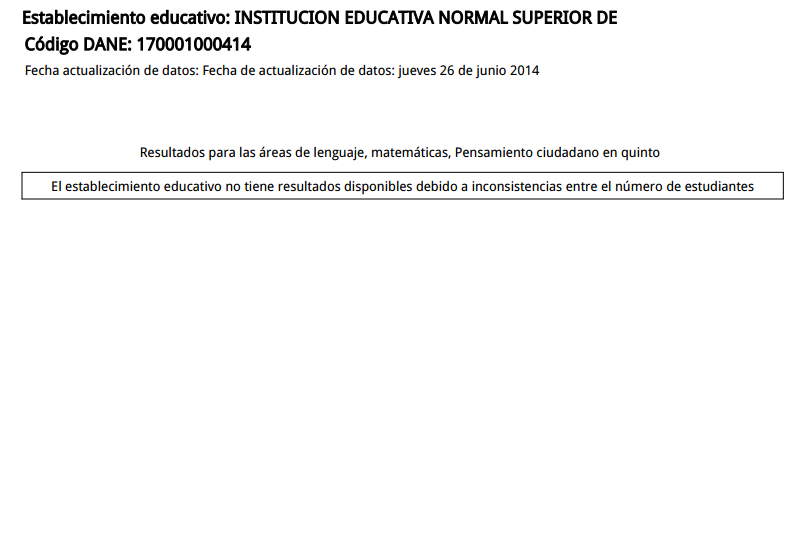 Establecimiento educativo: INSTITUCION EDUCATIVA NORMAL SUPERIOR DE
Código DANE: 170001000414
Fecha actualización de datos: Fecha de actualización de datos: jueves 26 de junio 2014
Resultados para las áreas de lenguaje, matemáticas, Pensamiento ciudadano en quinto
El establecimiento educativo no tiene resultados disponibles debido a inconsistencias entre el número de estudiantes